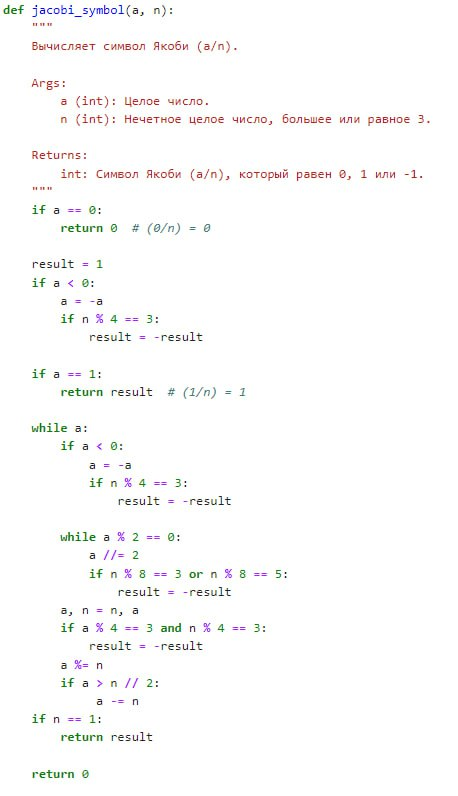 def jacobi_symbol(a, n):
    """
    Вычисляет символ Якоби (a/n).

    Args:
        a (int): Целое число.
        n (int): Нечетное целое число, большее или равное 3.

    Returns:
        int: Символ Якоби (a/n), который равен 0, 1 или -1.
    """
    if a == 0:
        return 0  # (0/n) = 0

    result = 1
    if a < 0:
        a = -a
        if n % 4 == 3:
            result = -result

    if a == 1:
        return result  # (1/n) = 1

    while a:
        if a < 0:
            a = -a
            if n % 4 == 3:
                result = -result

        while a % 2 == 0:
            a //= 2
            if n % 8 == 3 or n % 8 == 5:
                result = -result
        a, n = n, a
        if a % 4 == 3 and n % 4 == 3:
            result = -result
        a %= n
        if a > n // 2:
             a -= n
    if n == 1:
        return result

    return 0